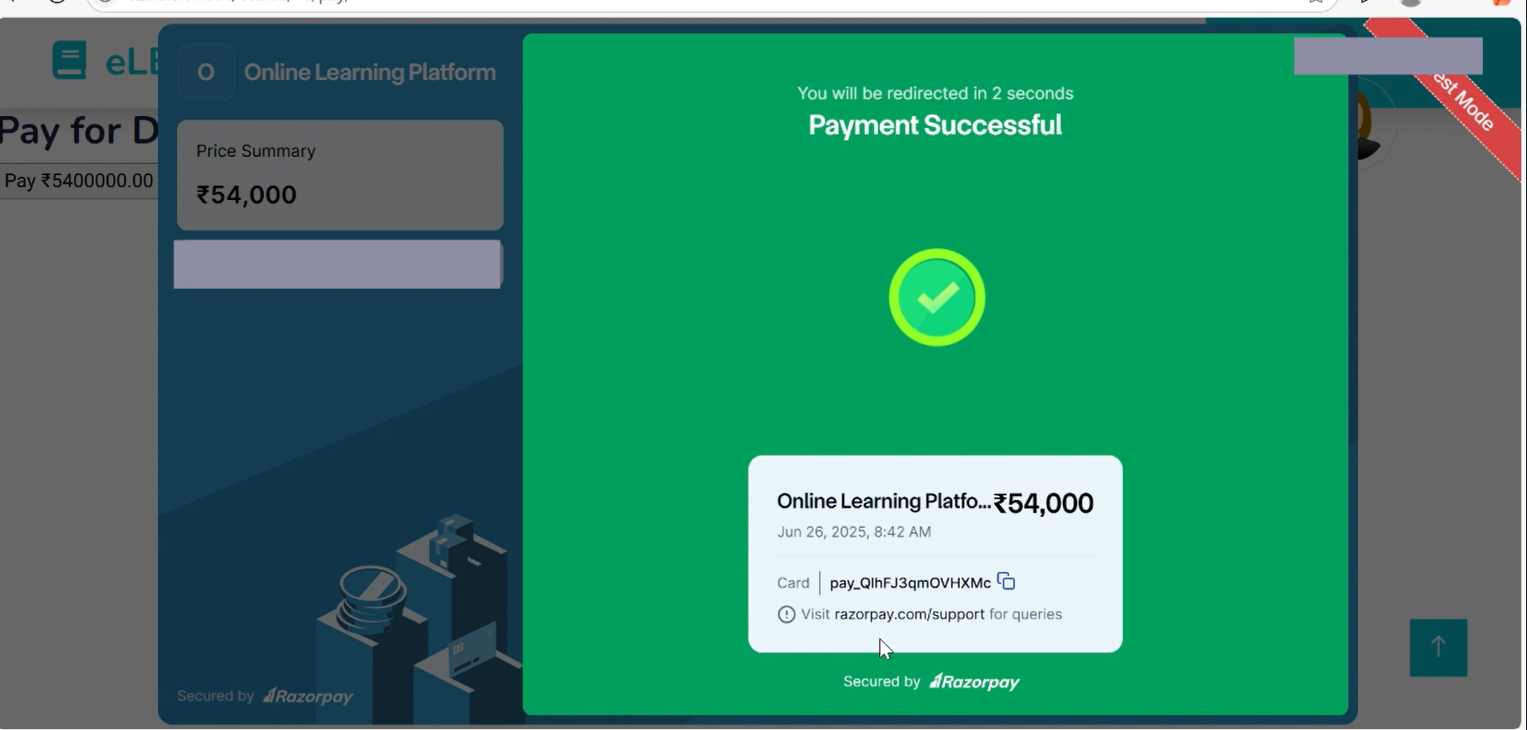 eLE
O Online Learning Platform
Pay for D
Price Summary
₹54,000
Pay ₹5400000.00
Secured by Razorpay
You will be redirected in 2 seconds
Payment Successful
Online Learning Platfo... ₹54,000
Jun 26, 2025, 8:42 AM
Card | pay_QlhFJ3qmOVHXMc
Visit razorpay.com/support for queries
Secured by Razorpay
est Mode